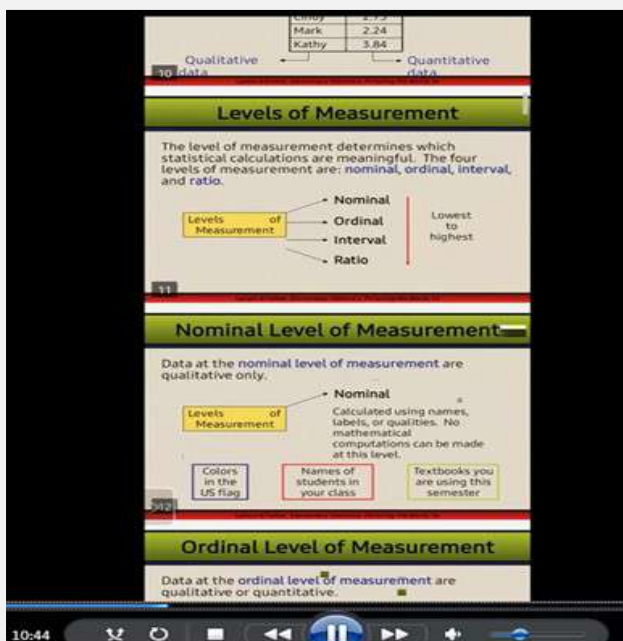 Cindy 2.75
Mark 2.24
Kathy 3.84
Qualitative data
Quantitative data
10
Levels of Measurement
The level of measurement determines which
statistical calculations are meaningful. The four
levels of measurement are: nominal, ordinal, interval,
and ratio.
Levels of
Measurement
Nominal
Ordinal
Interval
Ratio
Lowest
to
highest
11
Nominal Level of Measurement
Data at the nominal level of measurement are
qualitative only.
Levels of
Measurement
Nominal
Calculated using names,
labels, or qualities. No
mathematical
computations can be made
at this level.
Colors
in the
US flag
Names of
students in
your class
Textbooks you
are using this
semester
12
Ordinal Level of Measurement
Data at the ordinal level of measurement are
qualitative or quantitative.
10:44